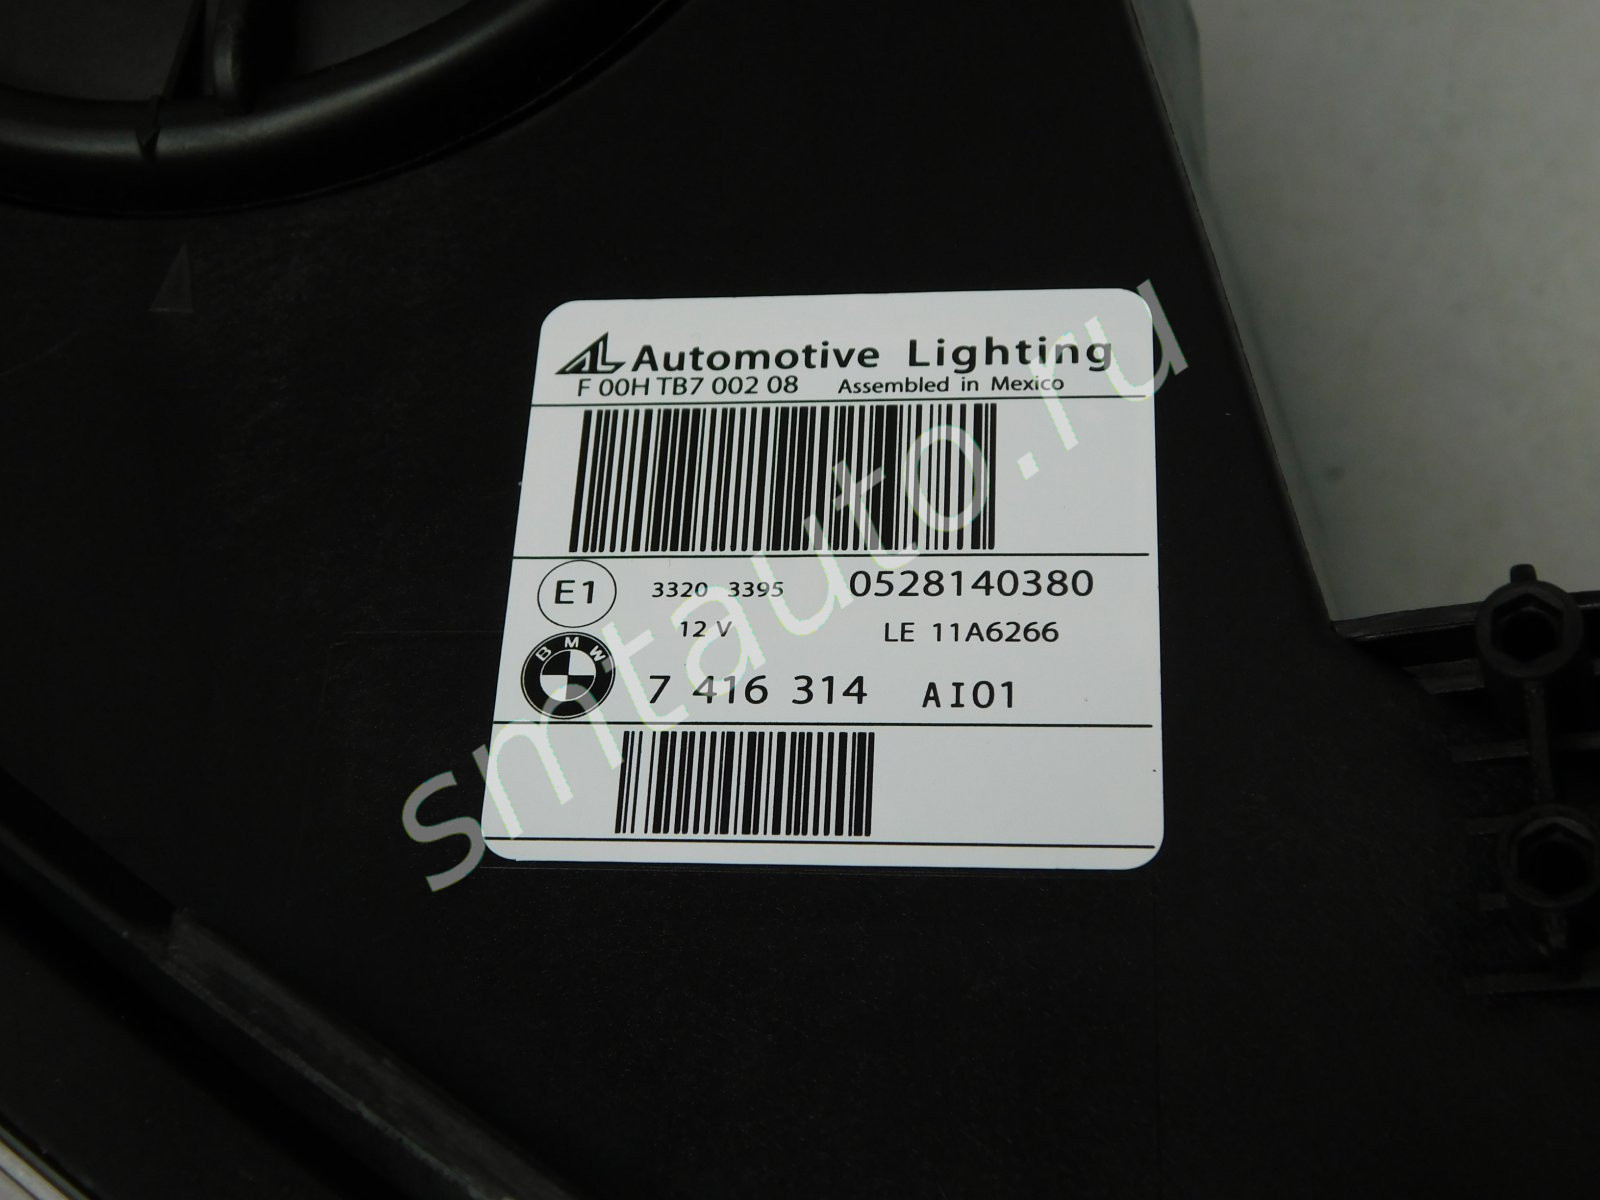 AL Automotive Lighting
F 00H TB7 002 08 Assembled in Mexico
E1 3320 3395 0528140380
12 V LE 11A6266
BMW 7 416 314 AI01
smtauto.ru